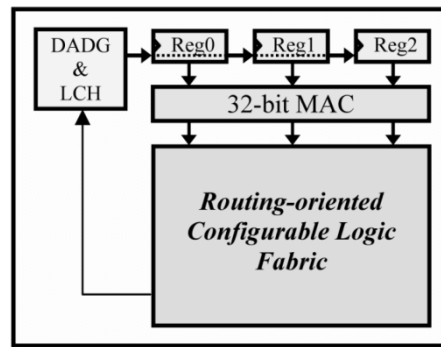 DADG
&
LCH
Reg0
Reg1
Reg2
32-bit MAC
Routing-oriented
Configurable Logic
Fabric